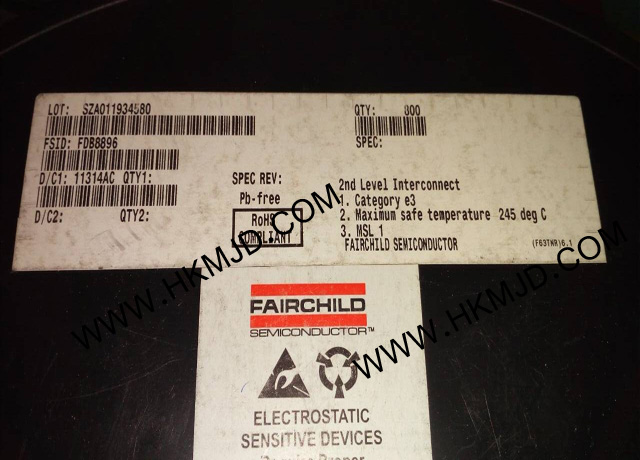 LOT: SZA011934580
QTY: 800
FSID: FDB8896
SPEC:
D/C1: 11314AC QTY1:
SPEC REV:
D/C2: QTY2:
Pb-free
RoHS
COMPLIANT
2nd Level Interconnect
1. Category e3
2. Maximum safe temperature 245 deg C
3. MSL 1
FAIRCHILD SEMICONDUCTOR
(F63TNR)6.1
FAIRCHILD
SEMICONDUCTOR™
ELECTROSTATIC
SENSITIVE DEVICES
WWW.HKMJD.COM
WWW.HKMJD.COM